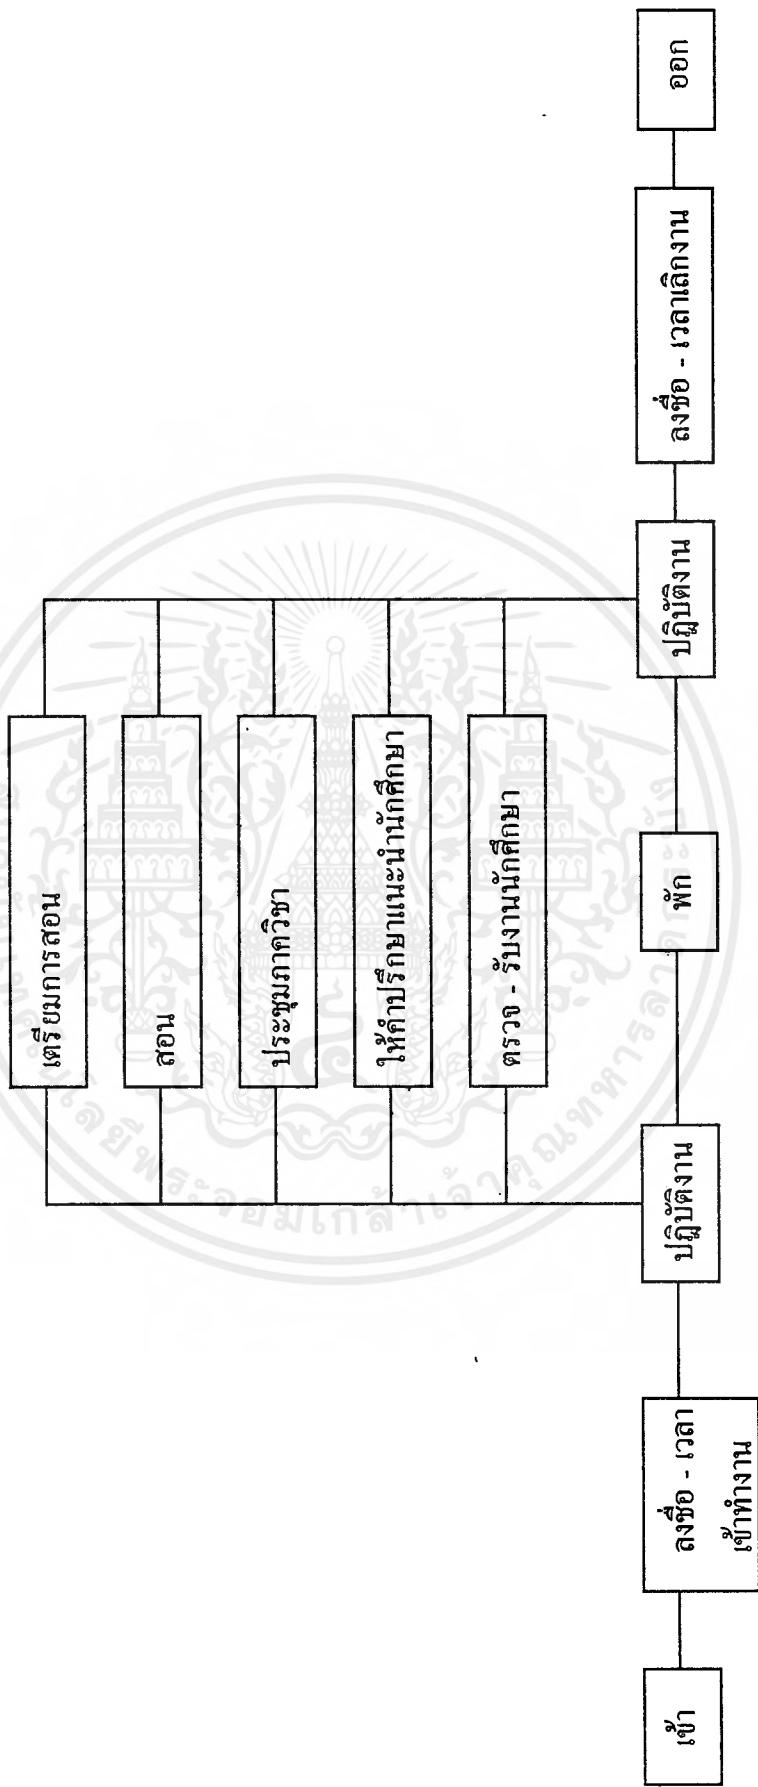 เตรียมการสอน
สอน
ประชุมภาควิชา
ให้คำปรึกษาแนะนำนักศึกษา
ตรวจ - รับงานนักศึกษา
เข้า
ลงชื่อ - เวลา
เข้าทำงาน
ปฏิบัติงาน
พัก
ปฏิบัติงาน
ลงชื่อ - เวลาเลิกงาน
ออก